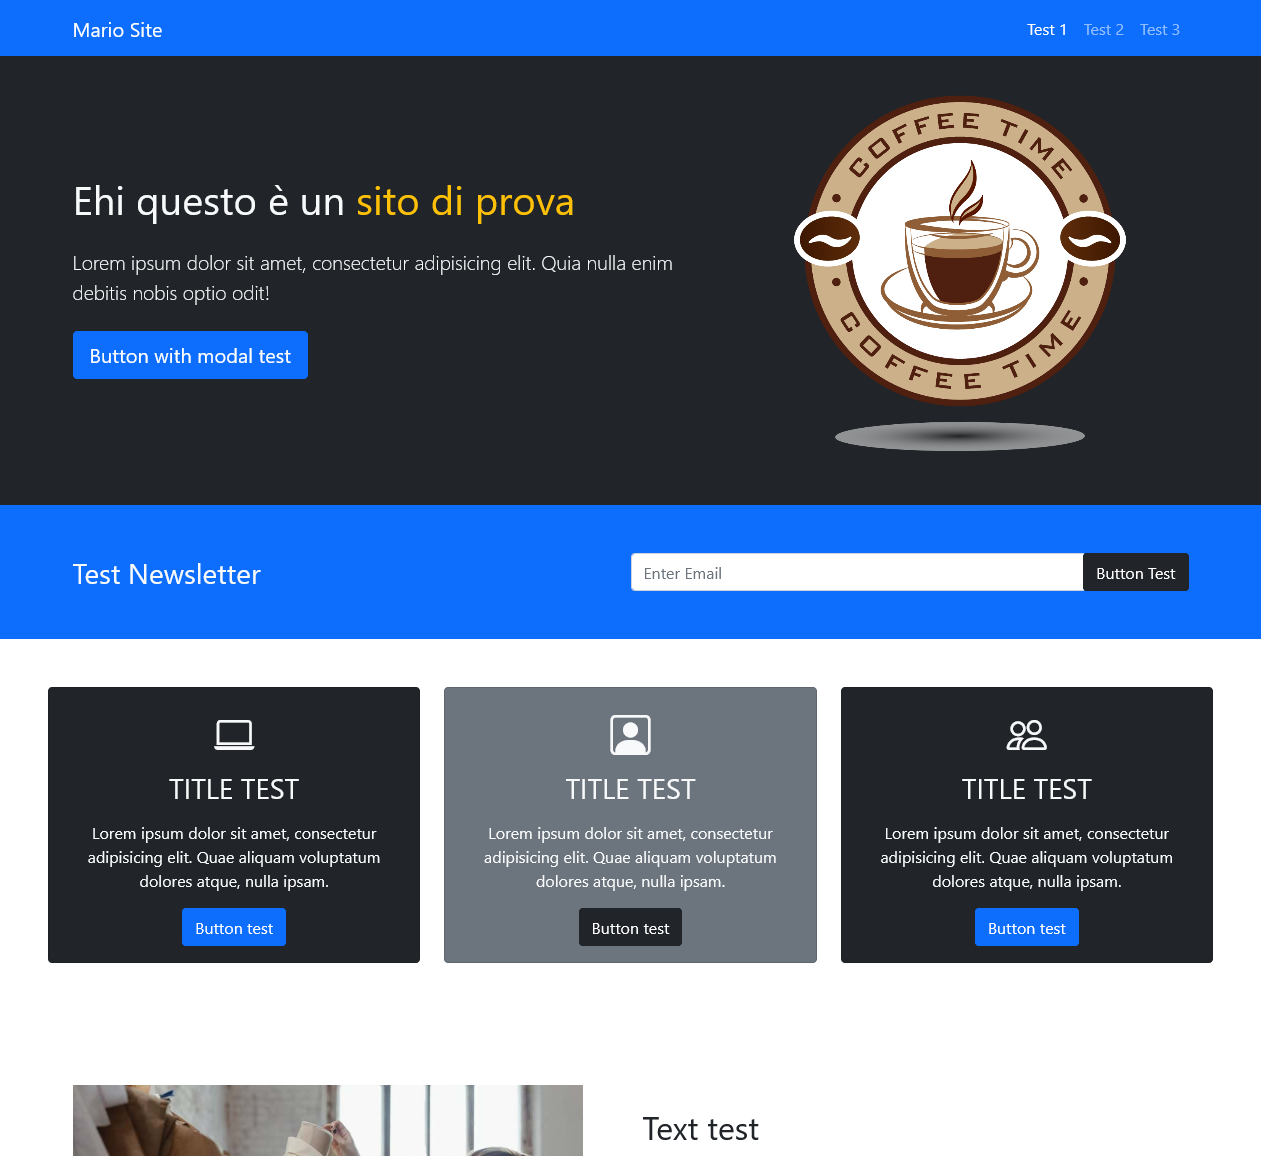 Mario Site
Test 1 Test 2 Test 3
COFFEE TIME
COFFEE TIME
Ehi questo è un sito di prova
Lorem ipsum dolor sit amet, consectetur adipisicing elit. Quia nulla enim
debitis nobis optio odit!
Button with modal test
Test Newsletter
Enter Email
Button Test
TITLE TEST
Lorem ipsum dolor sit amet, consectetur
adipisicing elit. Quae aliquam voluptatum
dolores atque, nulla ipsam.
Button test
TITLE TEST
Lorem ipsum dolor sit amet, consectetur
adipisicing elit. Quae aliquam voluptatum
dolores atque, nulla ipsam.
Button test
TITLE TEST
Lorem ipsum dolor sit amet, consectetur
adipisicing elit. Quae aliquam voluptatum
dolores atque, nulla ipsam.
Button test
Text test